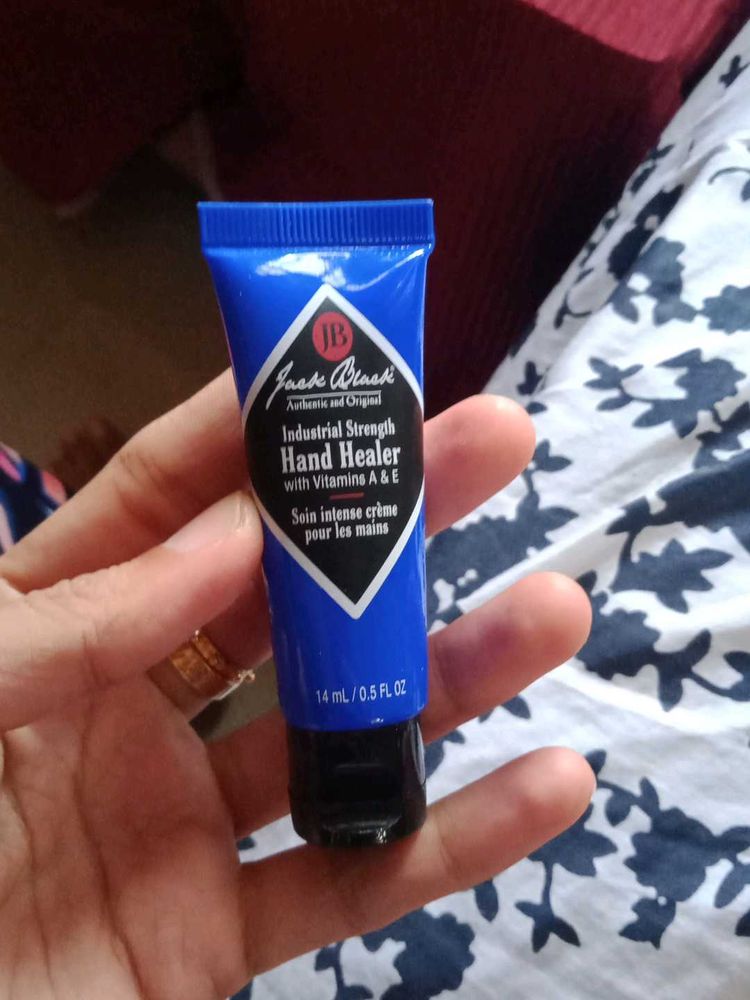 JB
Jack Black®
Authentic and Original
Industrial Strength
Hand Healer
with Vitamins A & E
Soin intense crème
pour les mains
14 mL / 0.5 FL OZ